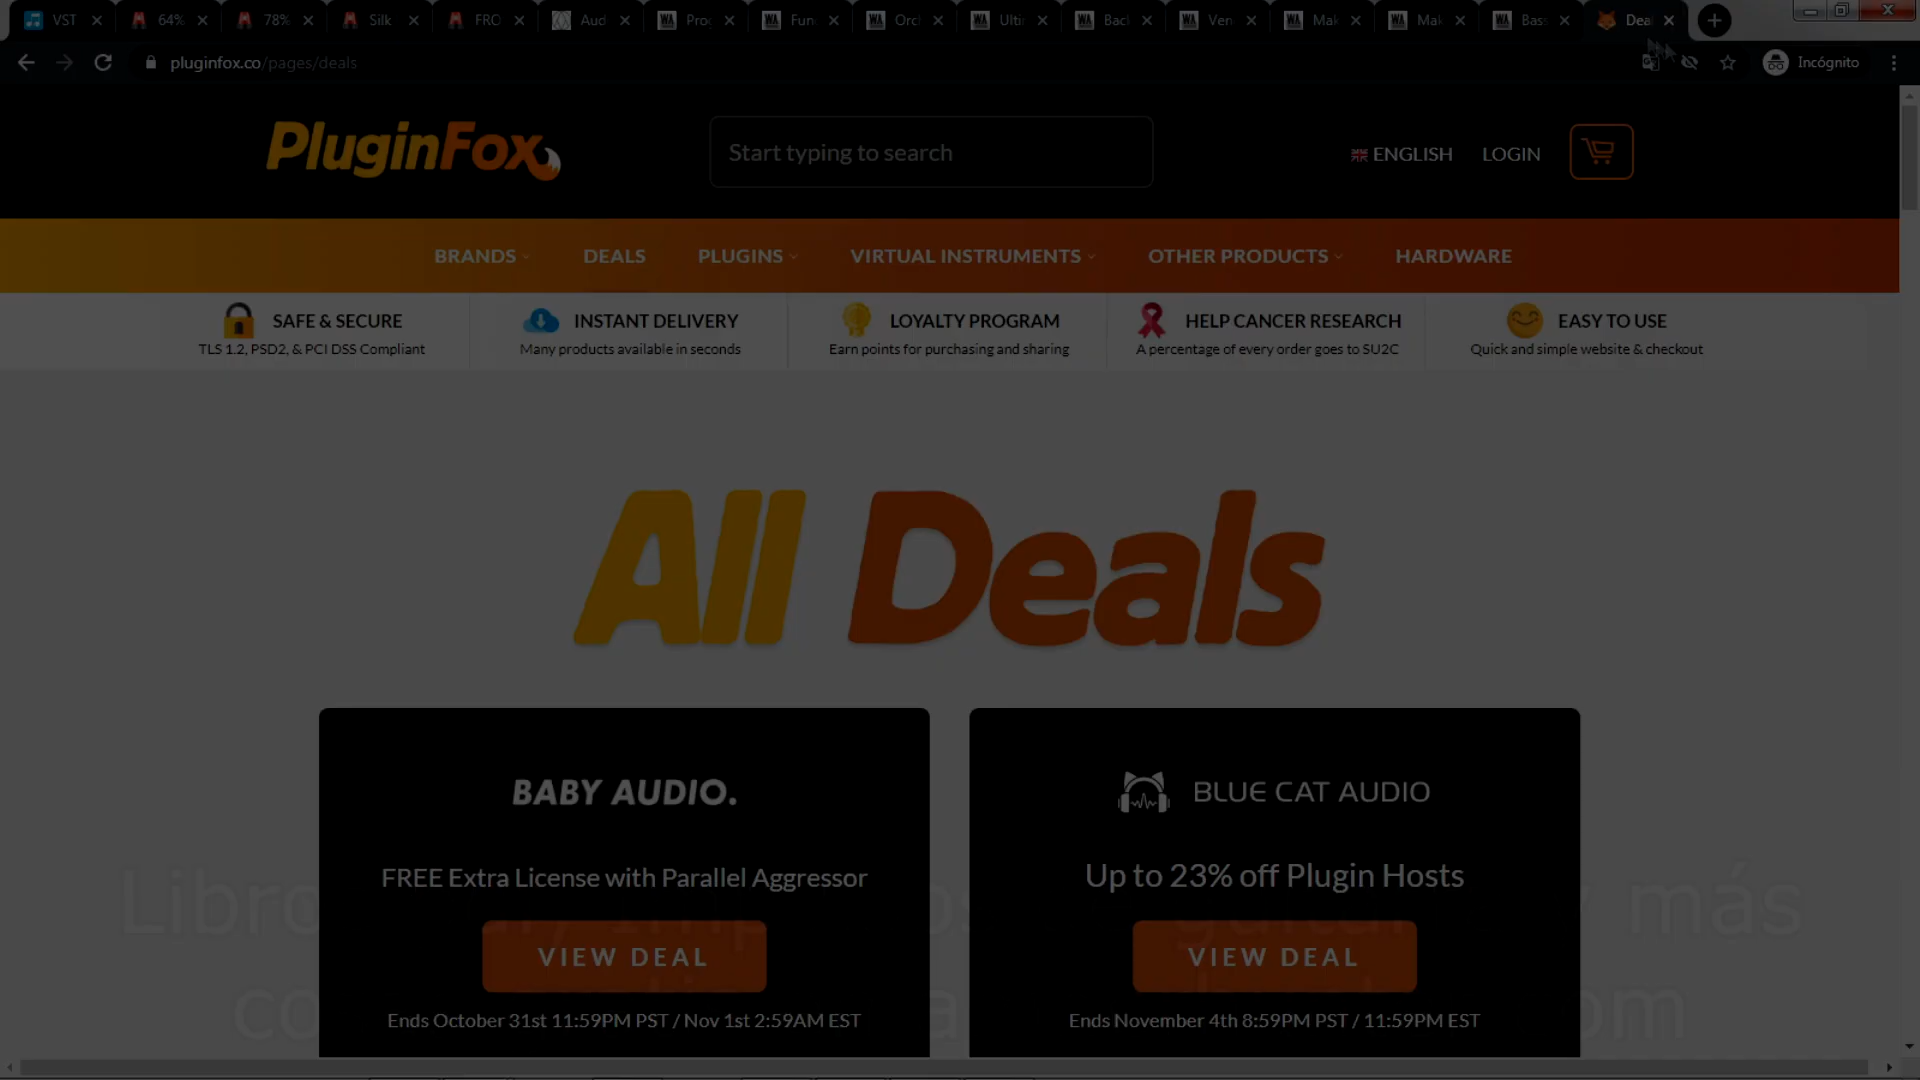 VST 64% 78% Silk FRO Aud Pro Fun Orch Ulti Bac Ven Mak Mak Bas Dea
pluginfox.co/pages/deals Incógnito
PluginFox Start typing to search ENGLISH LOGIN
BRANDS DEALS PLUGINS VIRTUAL INSTRUMENTS OTHER PRODUCTS HARDWARE
SAFE & SECURE INSTANT DELIVERY LOYALTY PROGRAM HELP CANCER RESEARCH EASY TO USE
TLS 1.2, PSD2, & PCI DSS Compliant Many products available in seconds Earn points for purchasing and sharing A percentage of every order goes to SU2C Quick and simple website & checkout
All Deals
BABY AUDIO. BLUE CAT AUDIO
FREE Extra License with Parallel Aggressor Up to 23% off Plugin Hosts
más
VIEW DEAL VIEW DEAL
Ends October 31st 11:59PM PST / Nov 1st 2:59AM EST Ends November 4th 8:59PM PST / 11:59PM EST